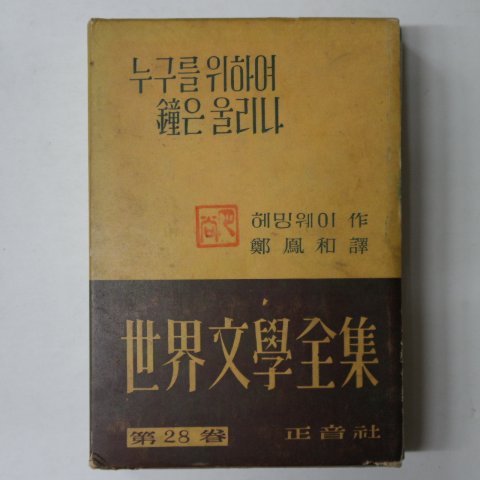 누구를 위하여
鐘은 울리나
헤밍웨이 作
鄭鳳和 譯
世界文學全集
第28卷
正音社